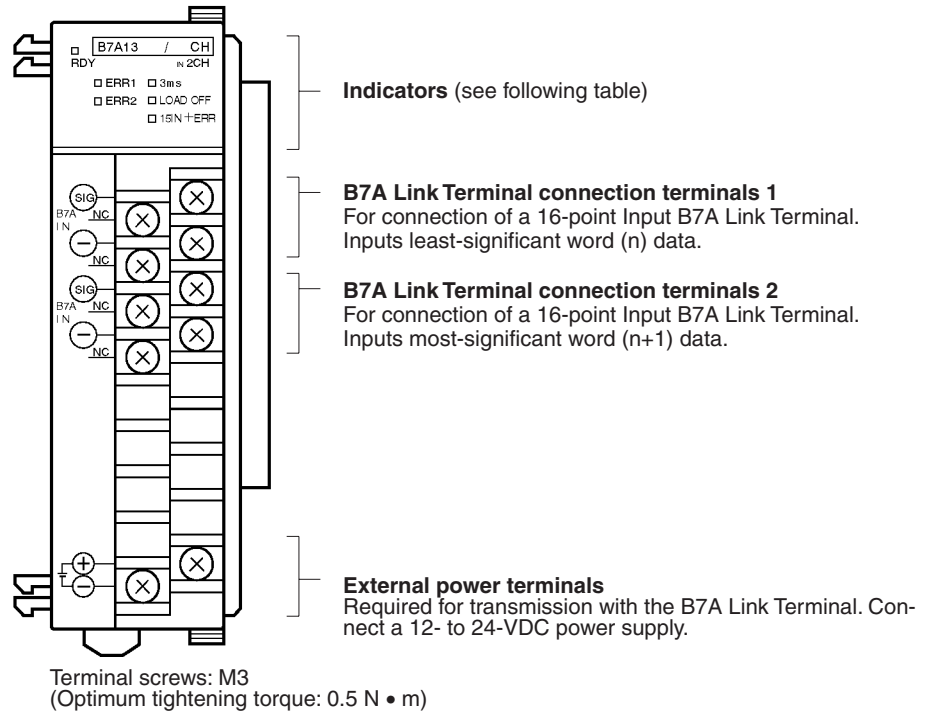 B7A13 / CH
RDY
IN 2CH
ERR1
3ms
ERR2
LOAD OFF
15IN+ERR
Indicators (see following table)
SIG
B7A
IN
NC
−
NC
SIG
B7A
IN
NC
−
NC
B7A Link Terminal connection terminals 1
For connection of a 16-point Input B7A Link Terminal.
Inputs least-significant word (n) data.
B7A Link Terminal connection terminals 2
For connection of a 16-point Input B7A Link Terminal.
Inputs most-significant word (n+1) data.
+
−
External power terminals
Required for transmission with the B7A Link Terminal. Con-
nect a 12- to 24-VDC power supply.
Terminal screws: M3
(Optimum tightening torque: 0.5 N • m)